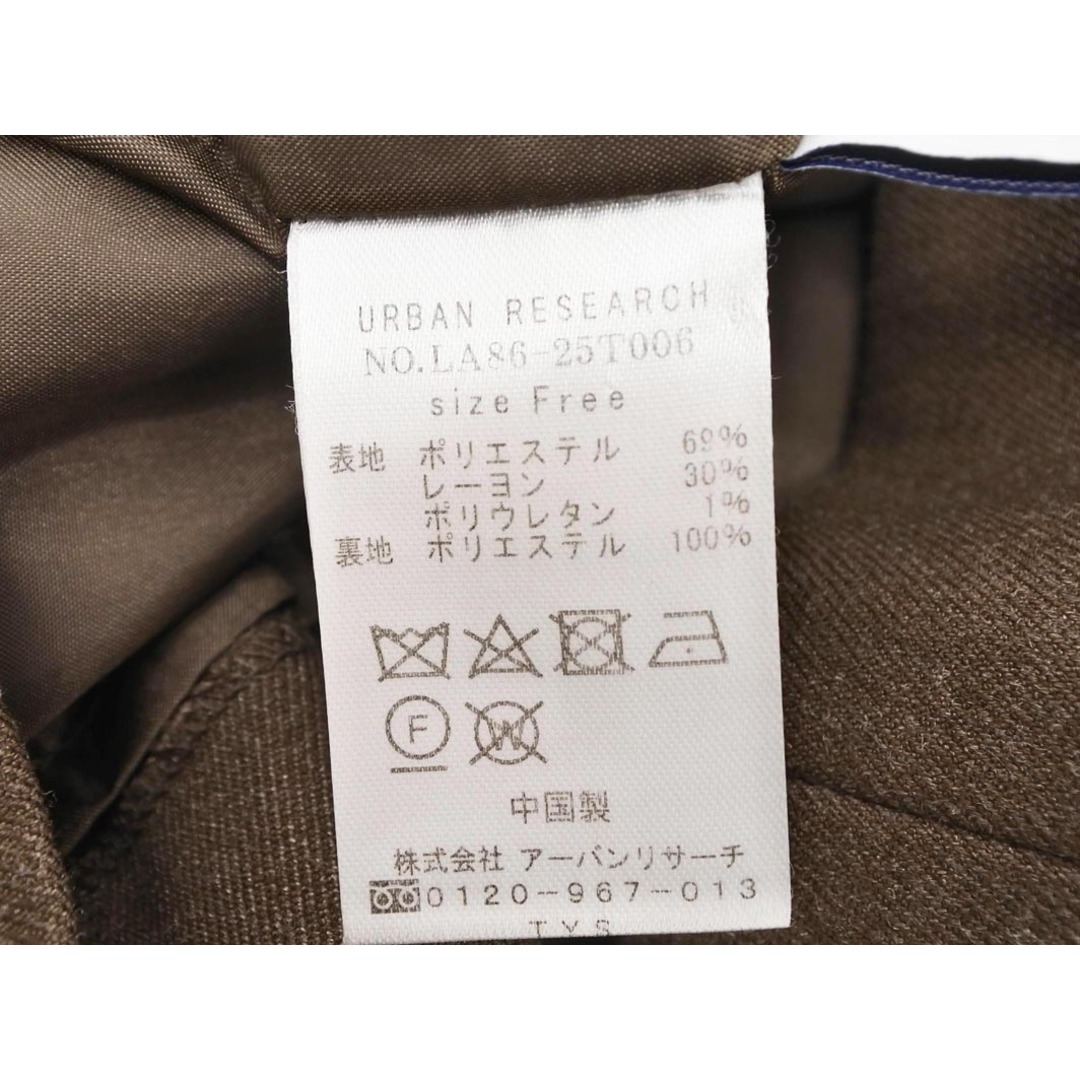 URBAN RESEARCH
NO.LA86-25T006
size Free
表地 ポリエステル 69%
レーヨン 30%
ポリウレタン 1%
裏地 ポリエステル 100%
F
W
中国製
株式会社 アーバンリサーチ
0120-967-013
TYS